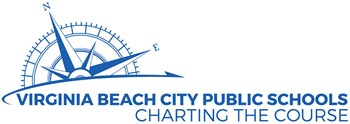 N
E
VIRGINIA BEACH CITY PUBLIC SCHOOLS
CHARTING THE COURSE